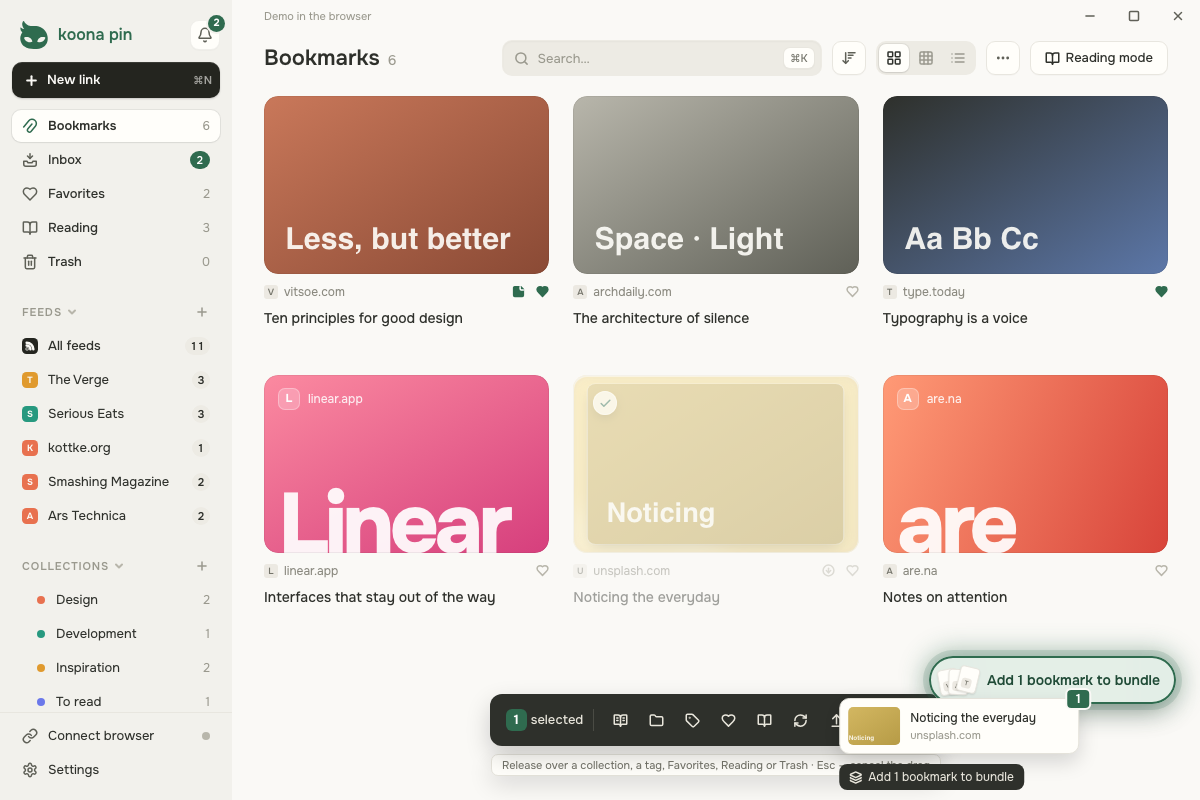 koona pin
2
New link
⌘N
Bookmarks 6
Inbox 2
Favorites 2
Reading 3
Trash 0
FEEDS
All feeds 11
T The Verge 3
S Serious Eats 3
K kottke.org 1
S Smashing Magazine 2
A Ars Technica 2
COLLECTIONS
Design 2
Development 1
Inspiration 2
To read 1
Connect browser
Settings
Demo in the browser
Bookmarks 6
Search...
⌘K
Reading mode
Less, but better
V vitsoe.com
Ten principles for good design
Space · Light
A archdaily.com
The architecture of silence
Aa Bb Cc
T type.today
Typography is a voice
L linear.app
Linear
L linear.app
Interfaces that stay out of the way
Noticing
U unsplash.com
Noticing the everyday
A are.na
are
A are.na
Notes on attention
Add 1 bookmark to bundle
1
1 selected
Noticing
Noticing the everyday
unsplash.com
Release over a collection, a tag, Favorites, Reading or Trash · Esc
Add 1 bookmark to bundle